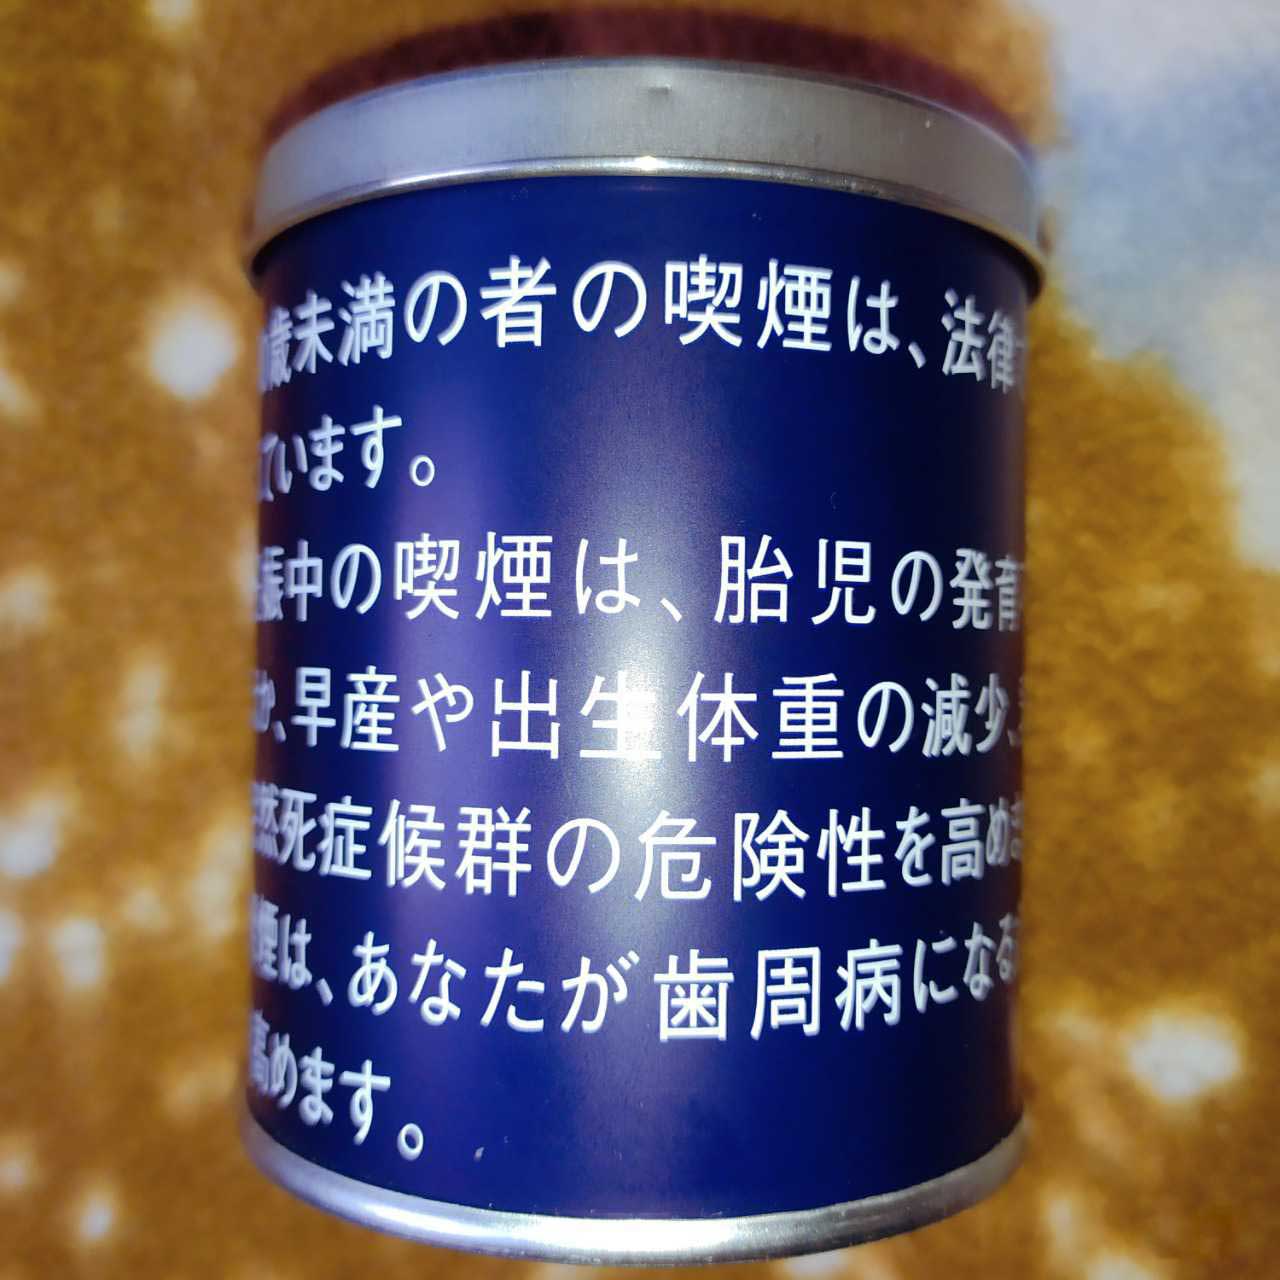 歳未満の者の喫煙は、法律で
ています。
娠中の喫煙は、胎児の発育
か、早産や出生体重の減少、
然死症候群の危険性を高めま
煙は、あなたが歯周病になる
高めます。